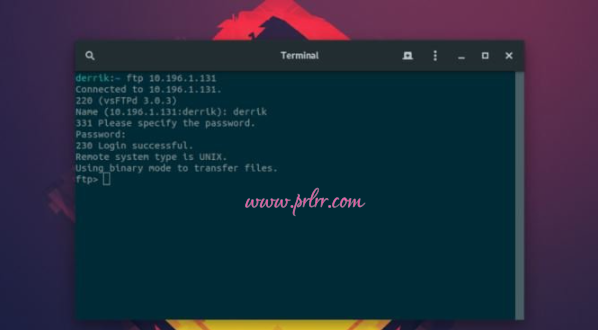 Terminal
derrik:~ ftp 10.196.1.131
Connected to 10.196.1.131.
220 (vsFTPd 3.0.3)
Name (10.196.1.131:derrik): derrik
331 Please specify the password.
Password:
230 Login successful.
Remote system type is UNIX.
Using binary mode to transfer files.
ftp>
www.prlrr.com